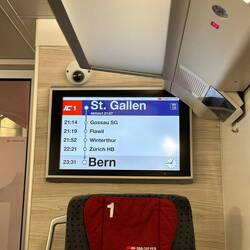 IC 1 St. Gallen
21:14 Gossau SG
21:19 Flawil
21:52 Winterthur
22:21 Zürich HB
23:31 Bern
1